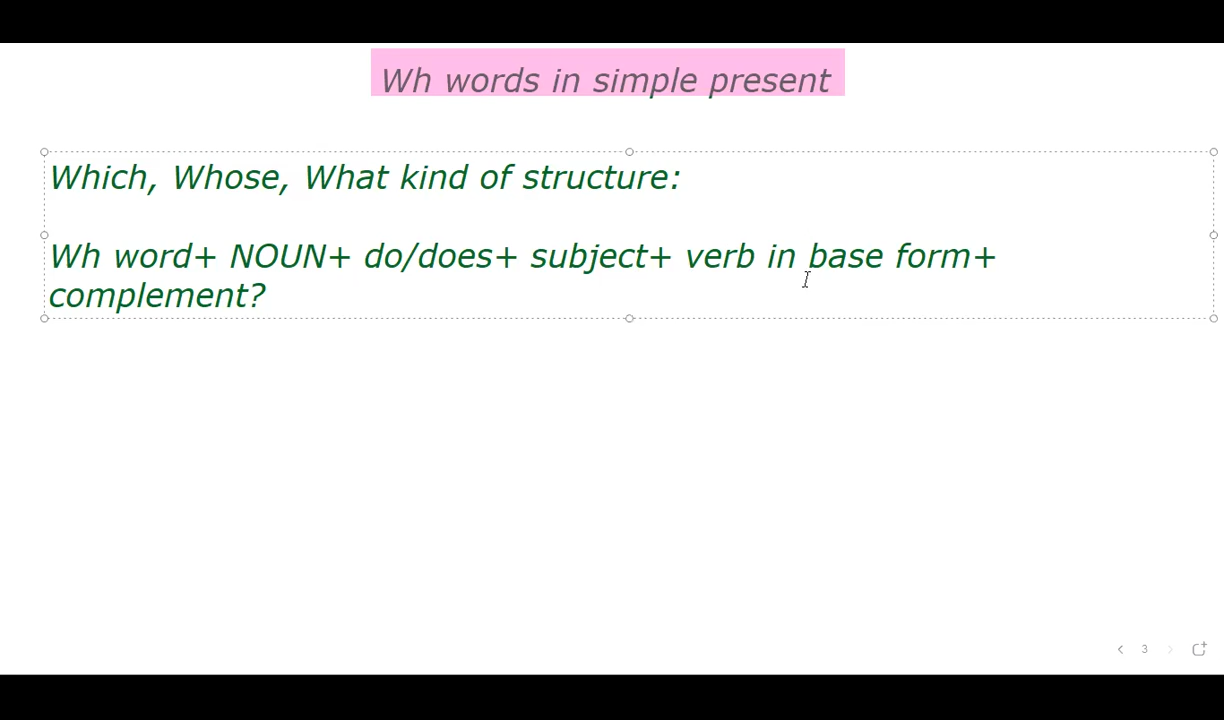 Wh words in simple present
Which, Whose, What kind of structure:
Wh word+ NOUN+ do/does+ subject+ verb in base form+
complement?
3